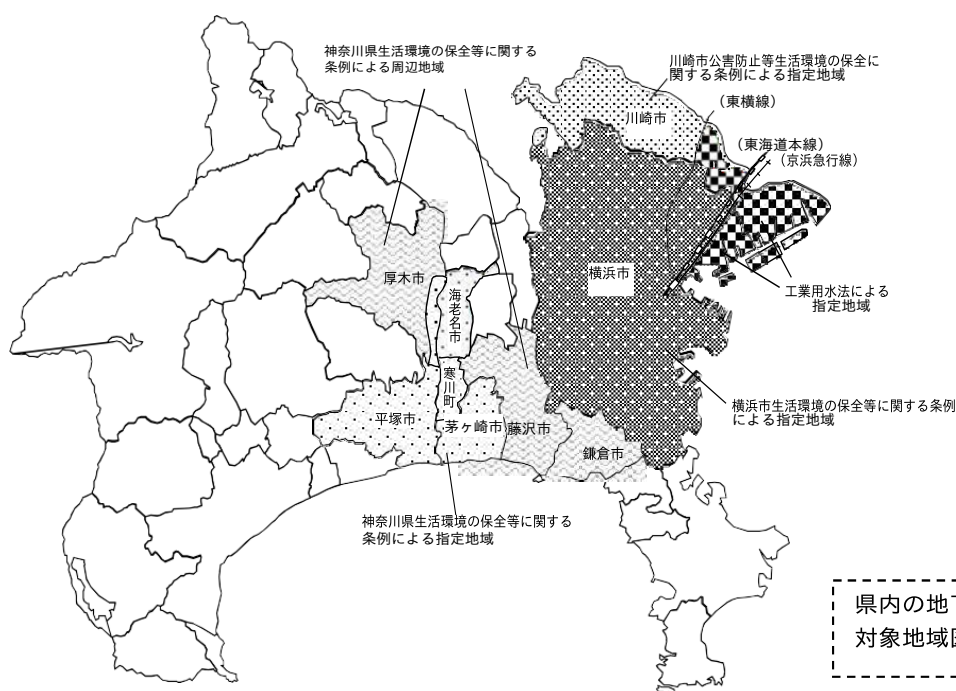 神奈川県生活環境の保全等に関する
条例による周辺地域
川崎市公害防止等生活環境の保全に
関する条例による指定地域
(東横線)
川崎市
(東海道本線)
(京浜急行線)
厚木市
横浜市
海老名市
工業用水法による
指定地域
寒川町
横浜市生活環境の保全等に関する条例
による指定地域
平塚市
茅ヶ崎市
藤沢市
鎌倉市
神奈川県生活環境の保全等に関する
条例による指定地域
県内の地
対象地域